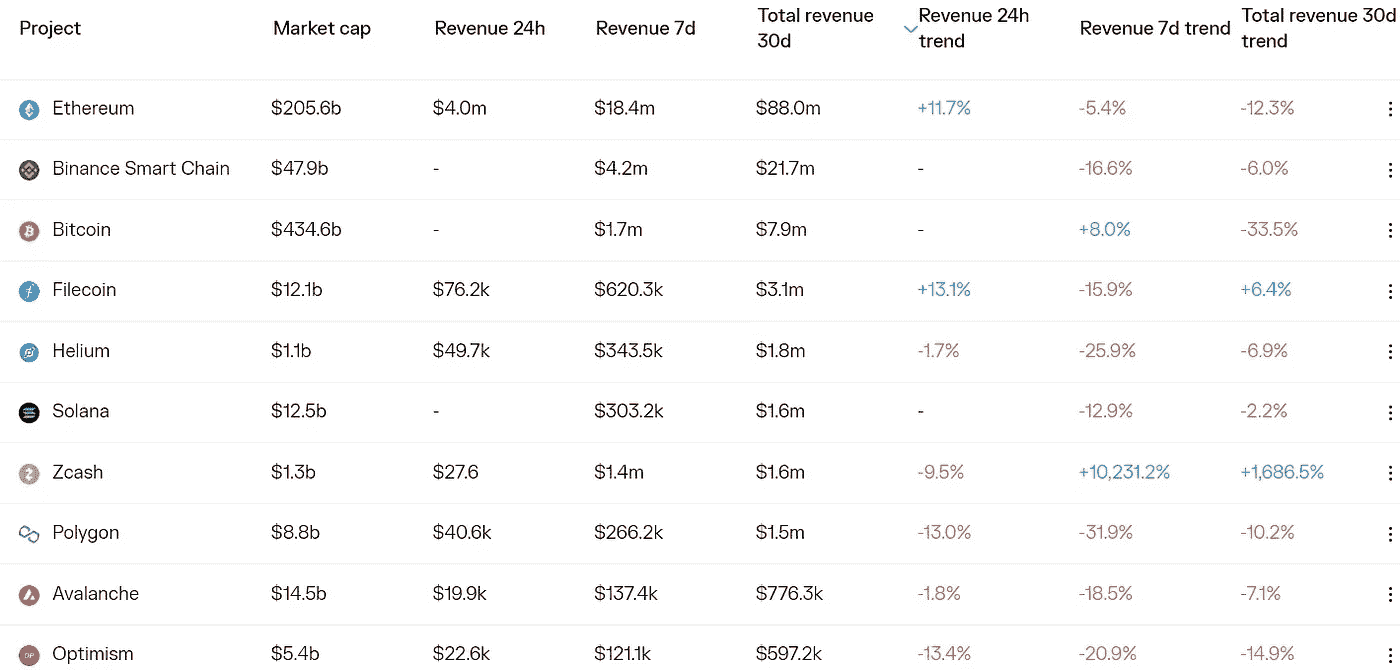 Project Market cap Revenue 24h Revenue 7d Total revenue 30d Revenue 24h trend Revenue 7d trend Total revenue 30d trend
Ethereum $205.6b $4.0m $18.4m $88.0m +11.7% -5.4% -12.3%
Binance Smart Chain $47.9b - $4.2m $21.7m - -16.6% -6.0%
Bitcoin $434.6b - $1.7m $7.9m - +8.0% -33.5%
Filecoin $12.1b $76.2k $620.3k $3.1m +13.1% -15.9% +6.4%
Helium $1.1b $49.7k $343.5k $1.8m -1.7% -25.9% -6.9%
Solana $12.5b - $303.2k $1.6m - -12.9% -2.2%
Zcash $1.3b $27.6 $1.4m $1.6m -9.5% +10,231.2% +1,686.5%
Polygon $8.8b $40.6k $266.2k $1.5m -13.0% -31.9% -10.2%
Avalanche $14.5b $19.9k $137.4k $776.3k -1.8% -18.5% -7.1%
OP Optimism $5.4b $22.6k $121.1k $597.2k -13.4% -20.9% -14.9%